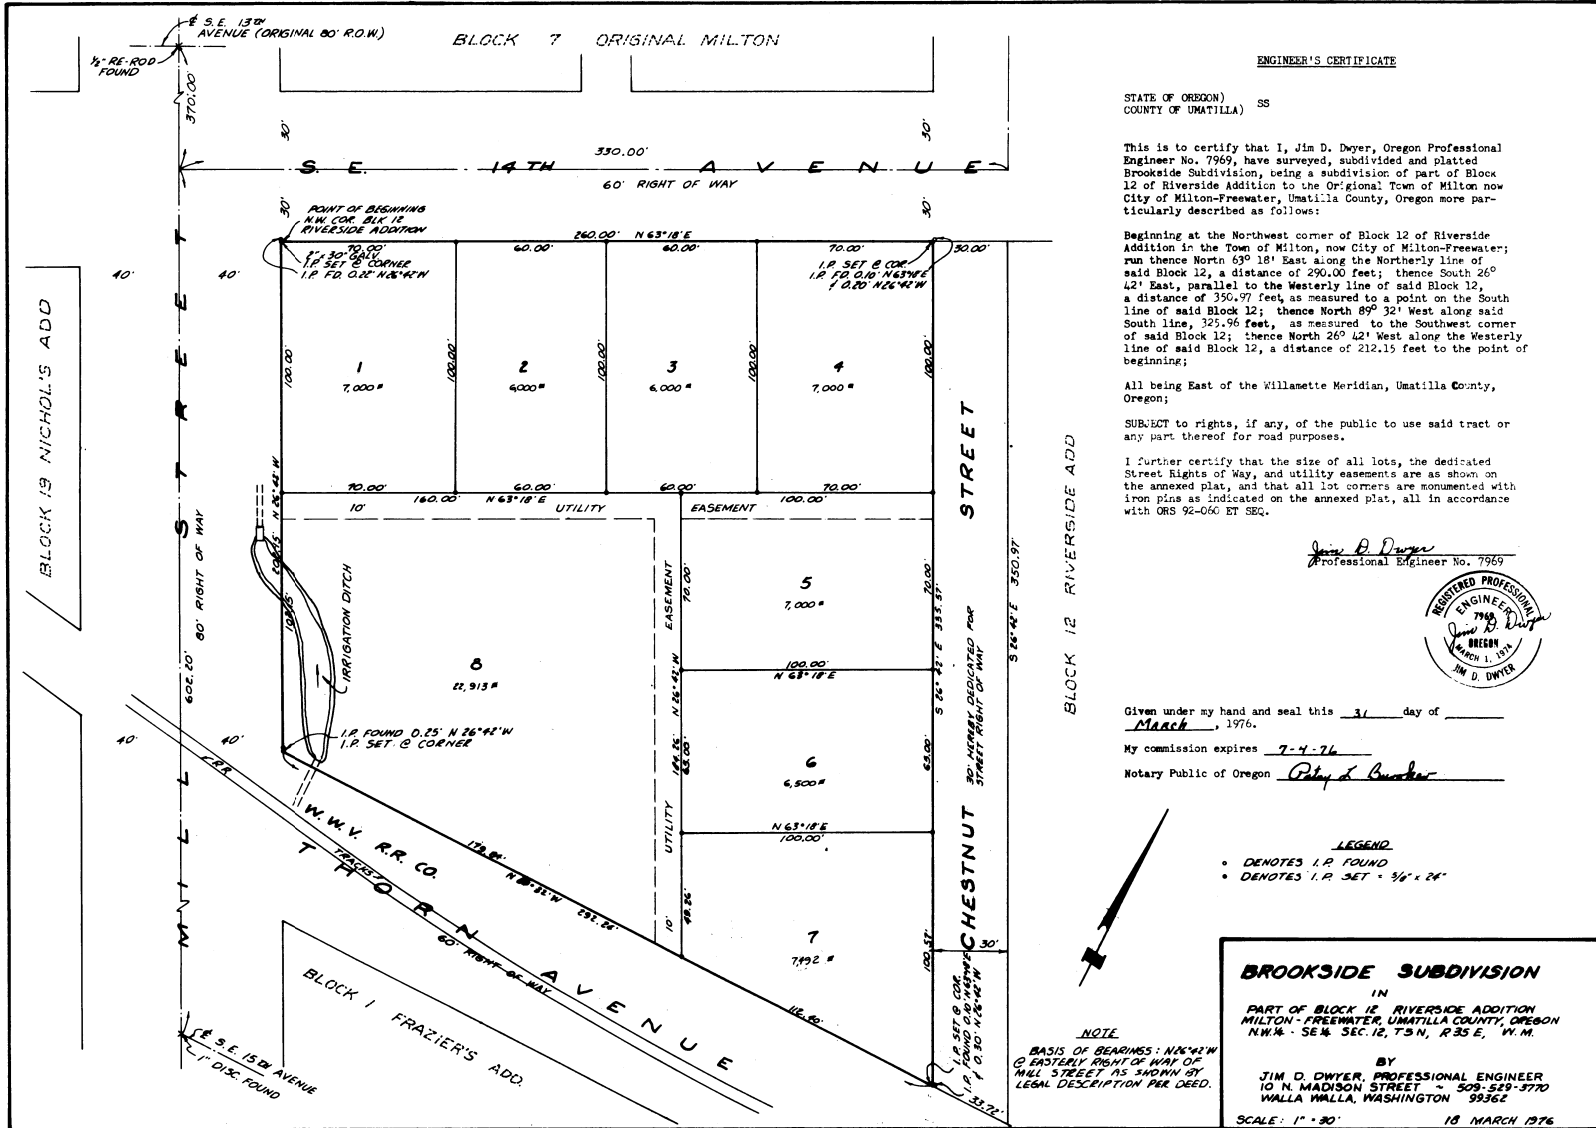 ℄ S.E. 13TH
AVENUE (ORIGINAL 80' R.O.W.)
½" RE-ROD
FOUND
370.00'
BLOCK 7 ORIGINAL MILTON
30'
30'
330.00'
S. E. 14TH AVENUE
60' RIGHT OF WAY
30'
30'
POINT OF BEGINNING
N.W. COR. BLK 12
RIVERSIDE ADDITION
260.00' N 63°18' E
70.00'
60.00'
60.00'
70.00'
30.00'
2" x 30" GALV.
I.P. SET @ CORNER
I.P. FD. 0.22' N26°42'W
I.P. SET @ COR.
I.P. FD. 0.10' N63°18'E
& 0.20' N26°42'W
40'
40'
BLOCK 19 NICHOL'S ADD
MILL STREET
80' RIGHT OF WAY
602.20'
100.00'
100.00'
100.00'
100.00'
100.00'
1
7,000
2
6,000
3
6,000
4
7,000
70.00'
60.00'
60.00'
70.00'
160.00' N 63°18' E
100.00'
10'
UTILITY EASEMENT
N 26°42' W
IRRIGATION DITCH
8
22,913
UTILITY EASEMENT
10'
184.26' N 26°42' W
70.00'
65.00'
49.26'
5
7,000
100.00'
N 63°18' E
6
6,500
N 63°18' E
100.00'
7
7,492
70.00'
65.00'
100.57'
S 26°42' E 335.57'
CHESTNUT STREET
30' HEREBY DEDICATED FOR
STREET RIGHT OF WAY
S 26°42' E 350.97'
BLOCK 12 RIVERSIDE ADD
30'
I.P. FOUND 0.25' N 26°42'W
I.P. SET @ CORNER
40'
40'
RR
W.W.V. R.R. CO.
TRACKS
THORN AVENUE
60' RIGHT OF WAY
292.26'
33.72'
I.P. SET @ COR.
BLOCK 1 FRAZIER'S ADD.
℄ S.E. 15TH AVENUE
1" DISC. FOUND
NOTE
BASIS OF BEARINGS: N26°42'W
@ EASTERLY RIGHT OF WAY OF
MILL STREET AS SHOWN BY
LEGAL DESCRIPTION PER DEED.
ENGINEER'S CERTIFICATE
STATE OF OREGON)
COUNTY OF UMATILLA) SS
This is to certify that I, Jim D. Dwyer, Oregon Professional
Engineer No. 7969, have surveyed, subdivided and platted
Brookside Subdivision, being a subdivision of part of Block
12 of Riverside Addition to the Origional Town of Milton now
City of Milton-Freewater, Umatilla County, Oregon more par-
ticularly described as follows:
Beginning at the Northwest corner of Block 12 of Riverside
Addition in the Town of Milton, now City of Milton-Freewater;
run thence North 63° 18' East along the Northerly line of
said Block 12, a distance of 290.00 feet; thence South 26°
42' East, parallel to the Westerly line of said Block 12,
a distance of 350.97 feet, as measured to a point on the South
line of said Block 12; thence North 89° 32' West along said
South line, 325.96 feet, as measured to the Southwest corner
of said Block 12; thence North 26° 42' West along the Westerly
line of said Block 12, a distance of 212.15 feet to the point of
beginning;
All being East of the Willamette Meridian, Umatilla County,
Oregon;
SUBJECT to rights, if any, of the public to use said tract or
any part thereof for road purposes.
I further certify that the size of all lots, the dedicated
Street Rights of Way, and utility easements are as shown on
the annexed plat, and that all lot corners are monumented with
iron pins as indicated on the annexed plat, all in accordance
with ORS 92-060 ET SEQ.
Jim D. Dwyer
Professional Engineer No. 7969
REGISTERED PROFESSIONAL
ENGINEER
7969
Jim D. Dwyer
OREGON
MARCH 1, 1974
JIM D. DWYER
Given under my hand and seal this 31 day of
March, 1976.
My commission expires 7-4-76
Notary Public of Oregon
LEGEND
• DENOTES I.P. FOUND
• DENOTES I.P. SET = 5/8" x 24"
BROOKSIDE SUBDIVISION
IN
PART OF BLOCK 12 RIVERSIDE ADDITION
MILTON - FREEWATER, UMATILLA COUNTY, OREGON
N.W.¼ - SE¼ SEC. 12, T5N, R35E, W.M.
BY
JIM D. DWYER, PROFESSIONAL ENGINEER
10 N. MADISON STREET ~ 509-529-3770
WALLA WALLA, WASHINGTON 99362
SCALE: 1" = 30' 18 MARCH 1976